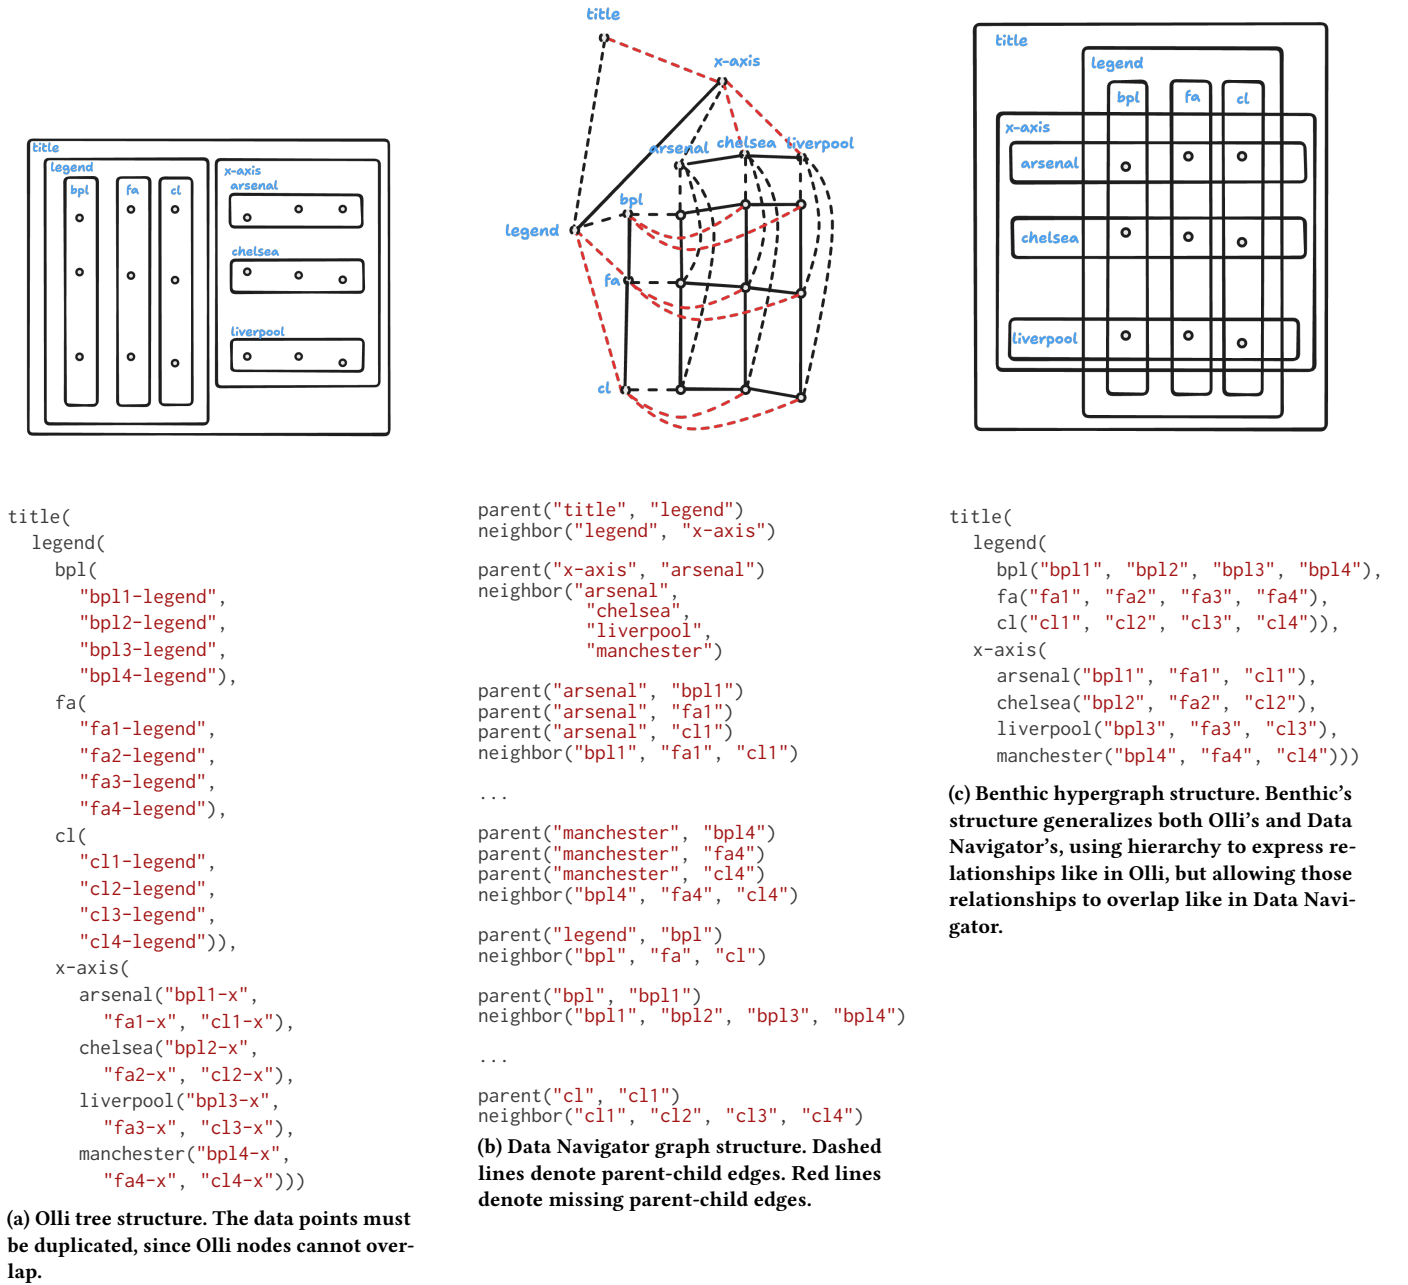 title
legend
bpl
fa
cl
x-axis
arsenal
chelsea
liverpool
title(
legend(
bpl(
"bpl1-legend",
"bpl2-legend",
"bpl3-legend",
"bpl4-legend"),
fa(
"fa1-legend",
"fa2-legend",
"fa3-legend",
"fa4-legend"),
cl(
"cl1-legend",
"cl2-legend",
"cl3-legend",
"cl4-legend")),
x-axis(
arsenal("bpl1-x",
"fa1-x", "cl1-x"),
chelsea("bpl2-x",
"fa2-x", "cl2-x"),
liverpool("bpl3-x",
"fa3-x", "cl3-x"),
manchester("bpl4-x",
"fa4-x", "cl4-x")))
(a) Olli tree structure. The data points must
be duplicated, since Olli nodes cannot over-
lap.
title
x-axis
arsenal chelsea liverpool
bpl
legend
fa
cl
parent("title", "legend")
neighbor("legend", "x-axis")
parent("x-axis", "arsenal")
neighbor("arsenal",
"chelsea",
"liverpool",
"manchester")
parent("arsenal", "bpl1")
parent("arsenal", "fa1")
parent("arsenal", "cl1")
neighbor("bpl1", "fa1", "cl1")
...
parent("manchester", "bpl4")
parent("manchester", "fa4")
parent("manchester", "cl4")
neighbor("bpl4", "fa4", "cl4")
parent("legend", "bpl")
neighbor("bpl", "fa", "cl")
parent("bpl", "bpl1")
neighbor("bpl1", "bpl2", "bpl3", "bpl4")
...
parent("cl", "cl1")
neighbor("cl1", "cl2", "cl3", "cl4")
(b) Data Navigator graph structure. Dashed
lines denote parent-child edges. Red lines
denote missing parent-child edges.
title
legend
bpl fa cl
x-axis
arsenal
chelsea
liverpool
title(
legend(
bpl("bpl1", "bpl2", "bpl3", "bpl4"),
fa("fa1", "fa2", "fa3", "fa4"),
cl("cl1", "cl2", "cl3", "cl4")),
x-axis(
arsenal("bpl1", "fa1", "cl1"),
chelsea("bpl2", "fa2", "cl2"),
liverpool("bpl3", "fa3", "cl3"),
manchester("bpl4", "fa4", "cl4")))
(c) Benthic hypergraph structure. Benthic's
structure generalizes both Olli's and Data
Navigator's, using hierarchy to express re-
lationships like in Olli, but allowing those
relationships to overlap like in Data Navi-
gator.